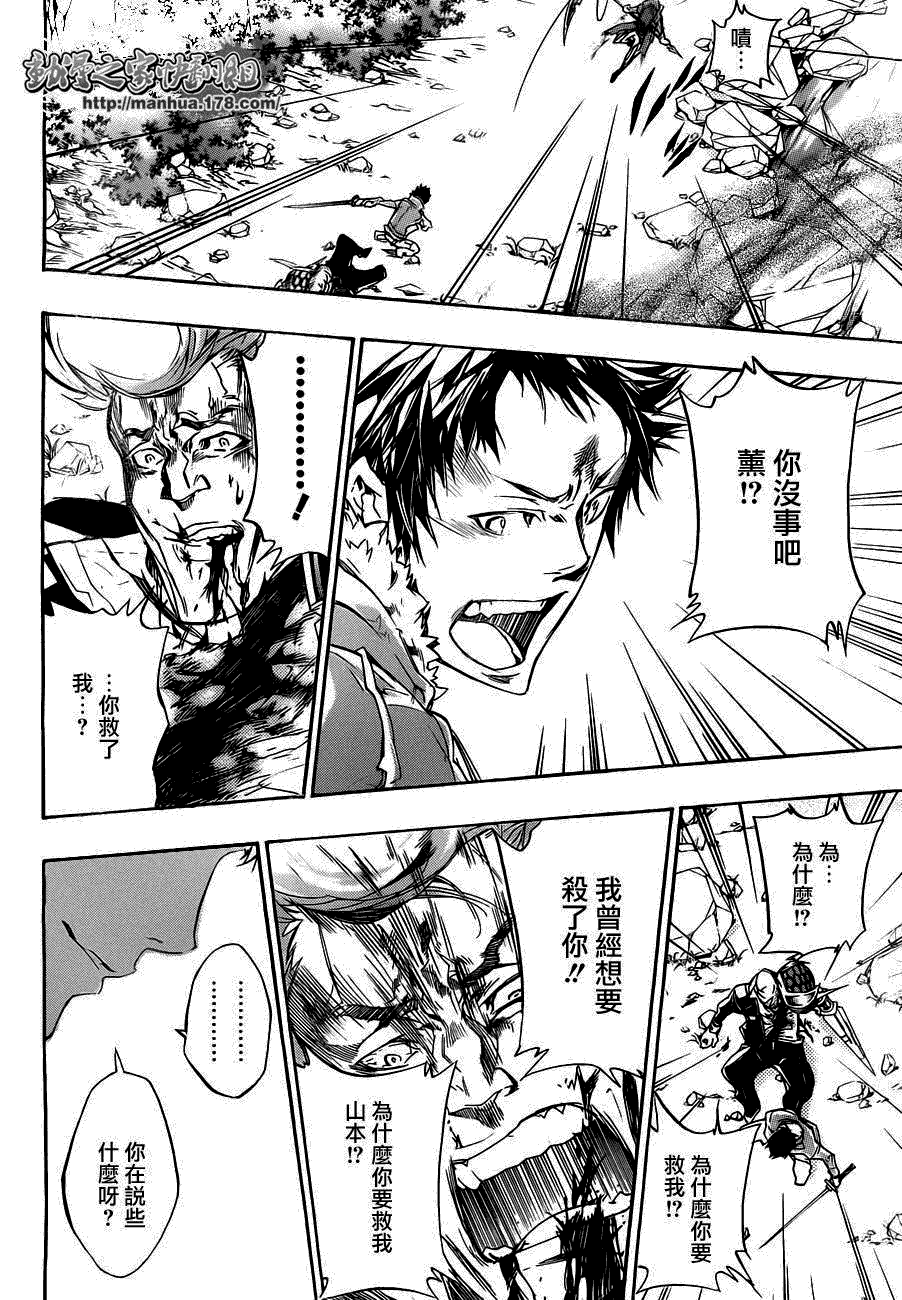 動漫之家
http://manhua.178.com/
嘖…
你沒事吧
薰!?
………!
…你救了
我…?
為…
為什麼!?
為什麼你要
救我!?
我曾經想要
殺了你!!
為什麼你要救我
山本!?
………
你在說些
什麼呀?